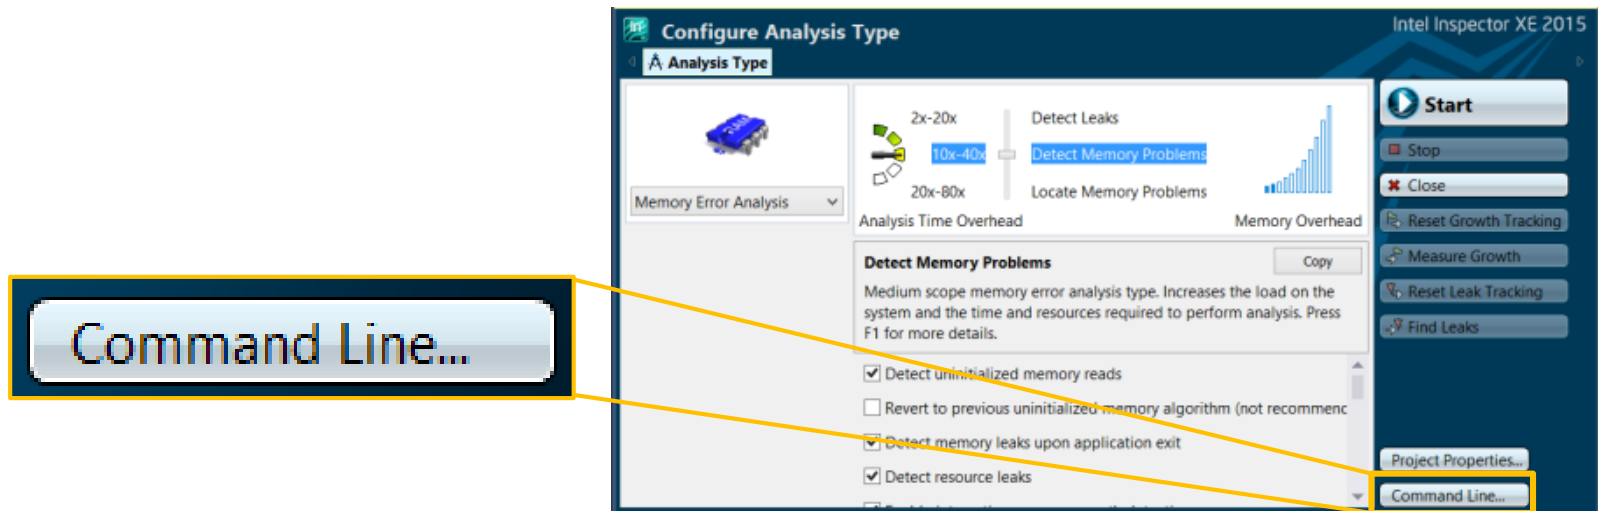 Configure Analysis Type
Intel Inspector XE 2015
Analysis Type
Memory Error Analysis
2x-20x
Detect Leaks
10x-40x
Detect Memory Problems
20x-80x
Locate Memory Problems
Analysis Time Overhead
Memory Overhead
Detect Memory Problems
Copy
Medium scope memory error analysis type. Increases the load on the
system and the time and resources required to perform analysis. Press
F1 for more details.
Detect uninitialized memory reads
Revert to previous uninitialized memory algorithm (not recommenc
Detect memory leaks upon application exit
Detect resource leaks
Start
Stop
Close
Reset Growth Tracking
Measure Growth
Reset Leak Tracking
Find Leaks
Project Properties...
Command Line...
Command Line...